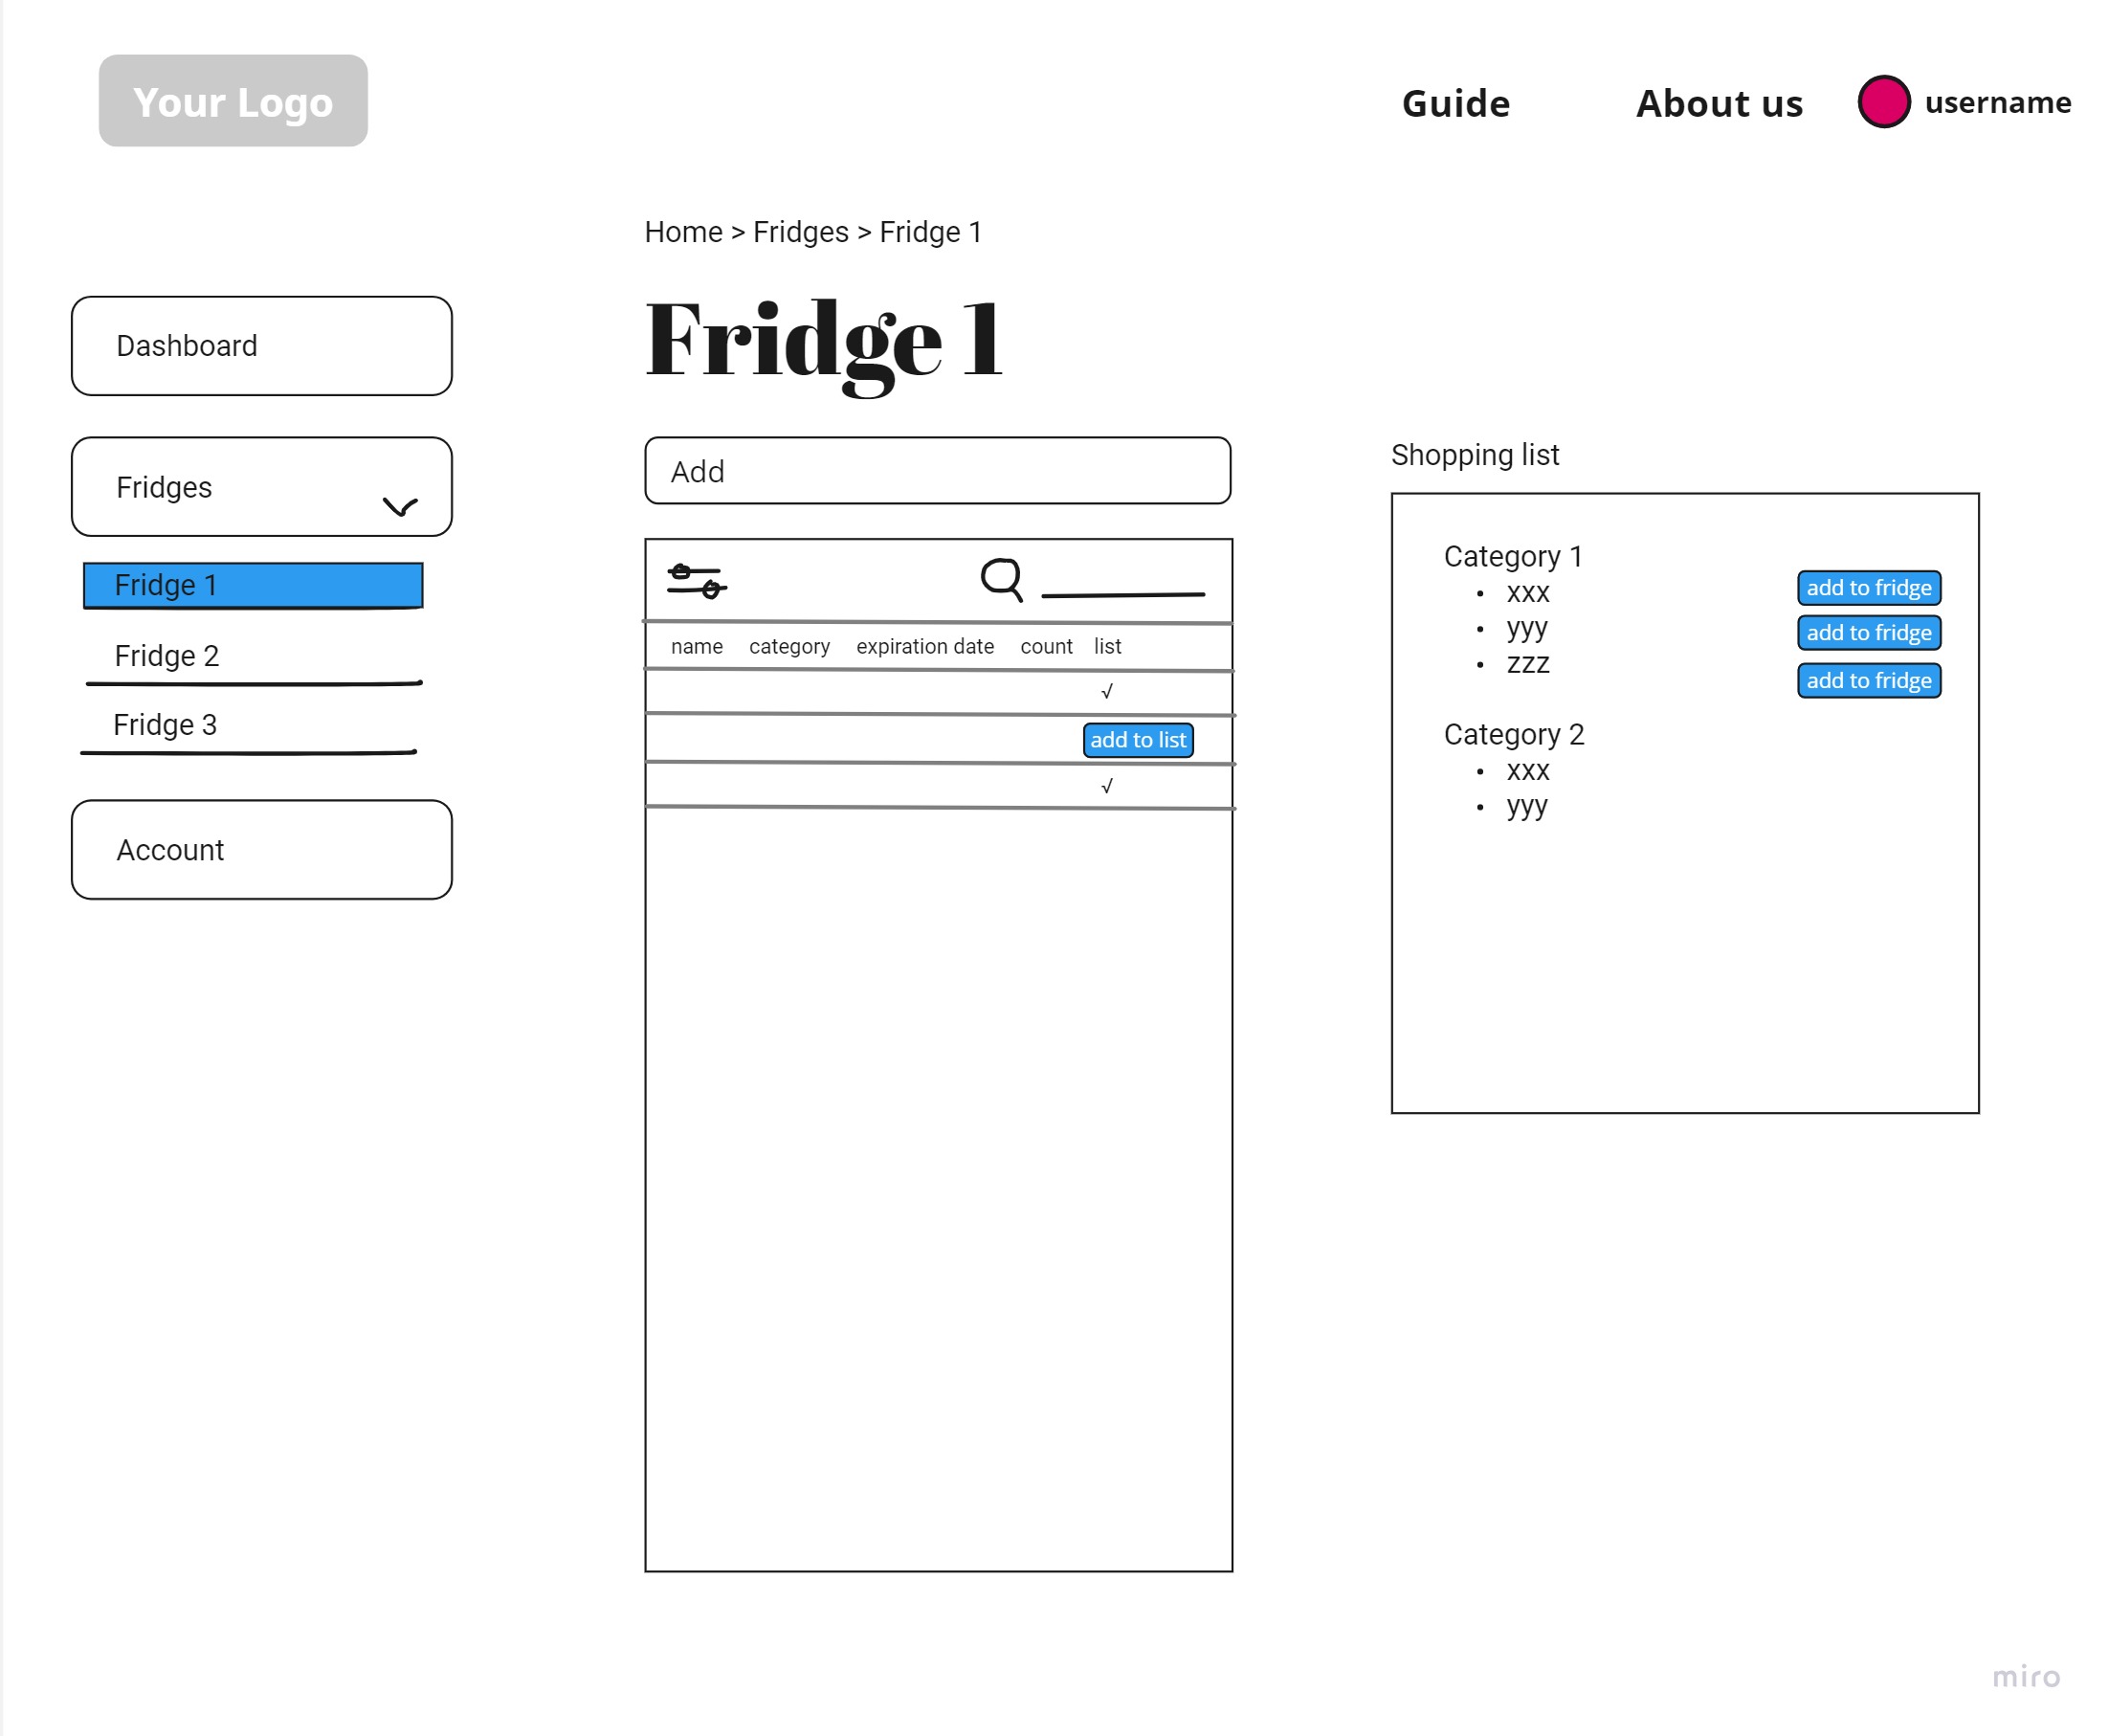 Your Logo
Guide
About us
username
Home > Fridges > Fridge 1
Fridge 1
Dashboard
Fridges
Fridge 1
Fridge 2
Fridge 3
Account
Add
name category expiration date count list
√
add to list
√
Shopping list
Category 1
• xxx
• yyy
• zzz
add to fridge
add to fridge
add to fridge
Category 2
• xxx
• yyy
miro